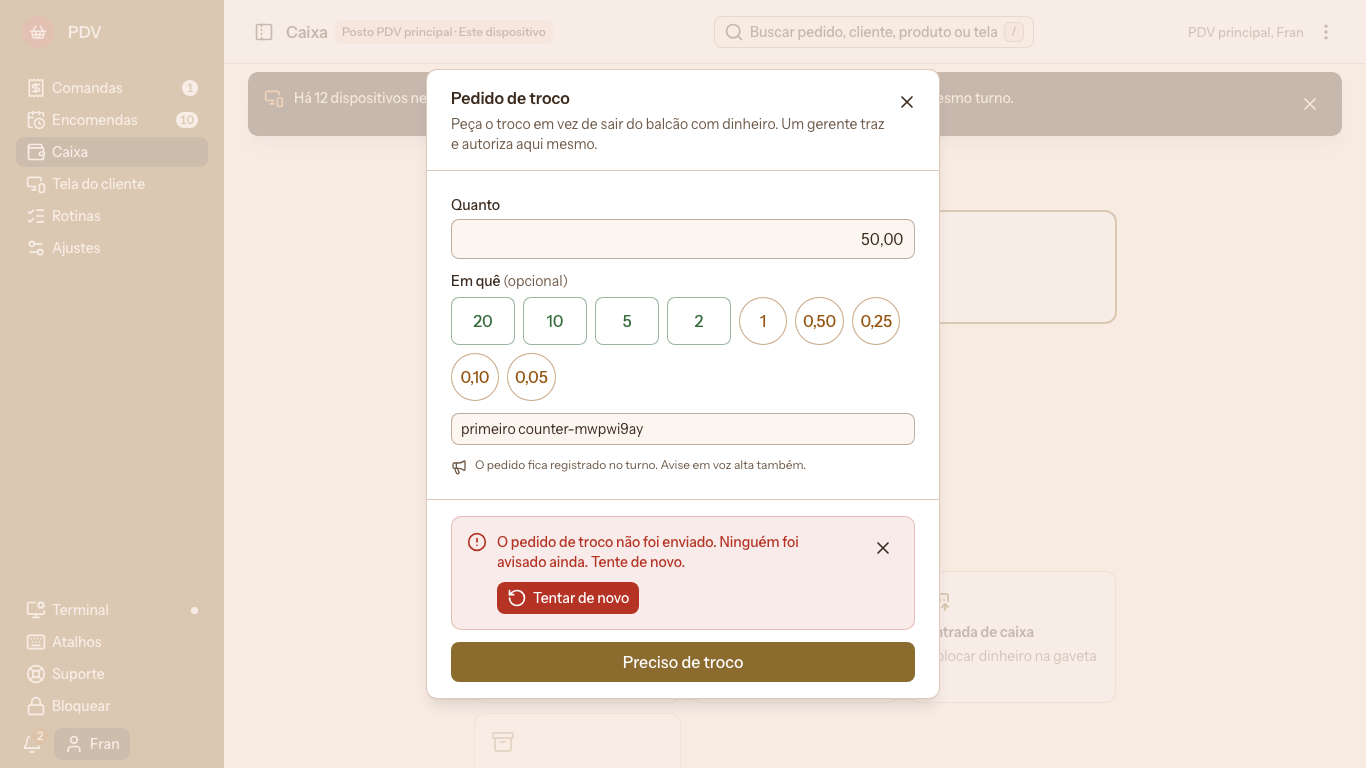 PDV
Caixa
Posto PDV principal · Este dispositivo
Buscar pedido, cliente, produto ou tela
/
PDV principal, Fran
Comandas
1
Encomendas
10
Caixa
Tela do cliente
Rotinas
Ajustes
Há 12 dispositivos ne
esmo turno.
Pedido de troco
Peça o troco em vez de sair do balcão com dinheiro. Um gerente traz
e autoriza aqui mesmo.
Quanto
50,00
Em quê (opcional)
20 10 5 2 1 0,50 0,25
0,10 0,05
primeiro counter-mwpwi9ay
O pedido fica registrado no turno. Avise em voz alta também.
O pedido de troco não foi enviado. Ninguém foi
avisado ainda. Tente de novo.
Tentar de novo
Preciso de troco
ntrada de caixa
olocar dinheiro na gaveta
Terminal
Atalhos
Suporte
Bloquear
2
Fran